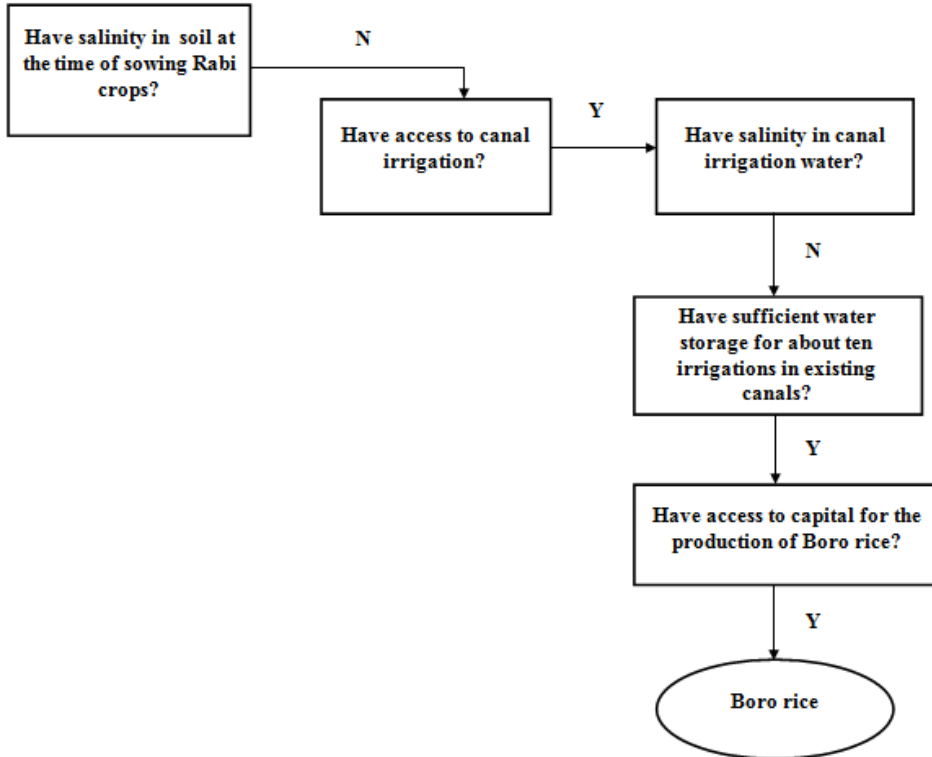 Have salinity in soil at
the time of sowing Rabi
crops?
N
Have access to canal
irrigation?
Y
Have salinity in canal
irrigation water?
N
Have sufficient water
storage for about ten
irrigations in existing
canals?
Y
Have access to capital for the
production of Boro rice?
Y
Boro rice